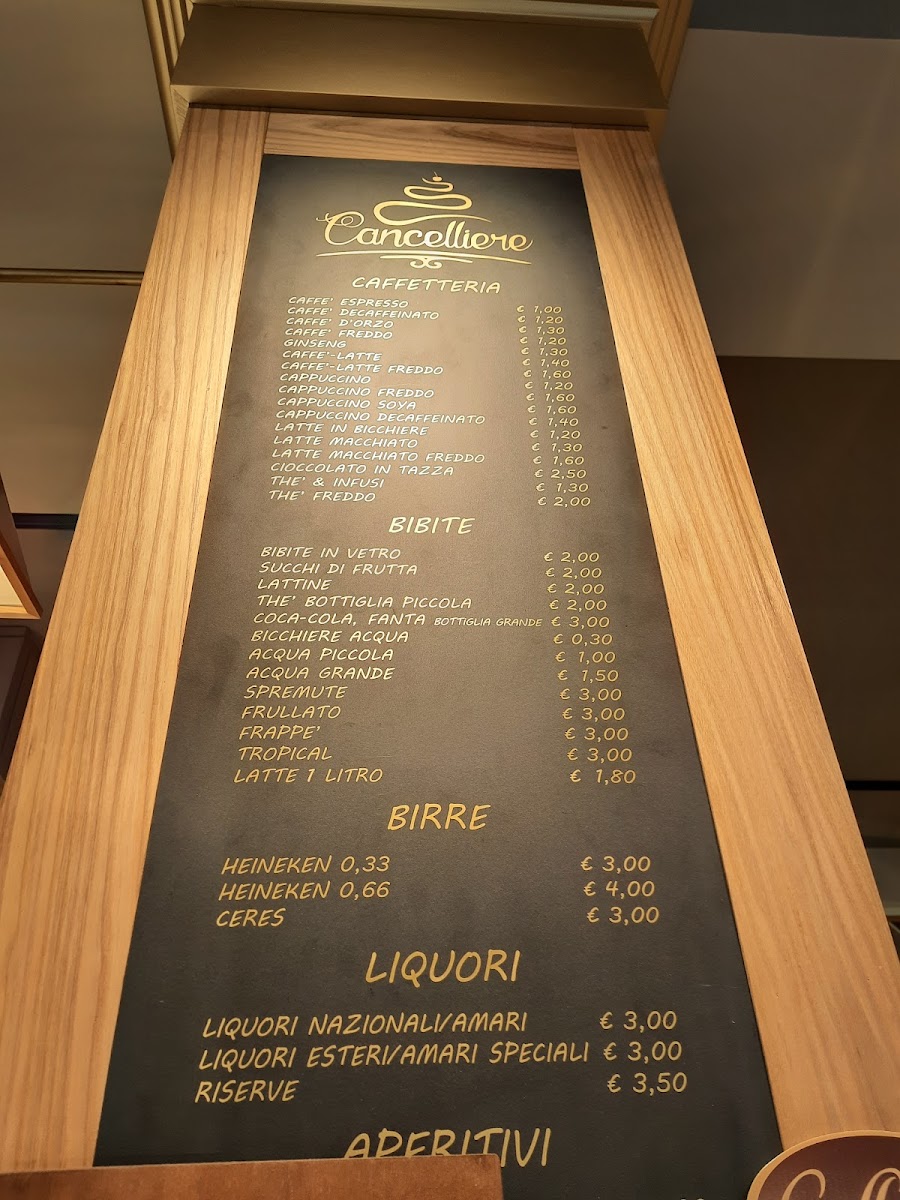 Cancelliere
CAFFETTERIA
CAFFE' ESPRESSO € 1,00
CAFFE' DECAFFEINATO € 1,20
CAFFE' D'ORZO € 1,30
CAFFE' FREDDO € 1,20
GINSENG € 1,30
CAFFE'-LATTE € 1,40
CAFFE'-LATTE FREDDO € 1,60
CAPPUCCINO € 1,20
CAPPUCCINO FREDDO € 1,60
CAPPUCCINO SOYA € 1,60
CAPPUCCINO DECAFFEINATO € 1,40
LATTE IN BICCHIERE € 1,20
LATTE MACCHIATO € 1,30
LATTE MACCHIATO FREDDO € 1,60
CIOCCOLATO IN TAZZA € 2,50
THE' & INFUSI € 1,30
THE' FREDDO € 2,00
BIBITE
BIBITE IN VETRO € 2,00
SUCCHI DI FRUTTA € 2,00
LATTINE € 2,00
THE' BOTTIGLIA PICCOLA € 2,00
COCA-COLA, FANTA BOTTIGLIA GRANDE € 3,00
BICCHIERE ACQUA € 0,30
ACQUA PICCOLA € 1,00
ACQUA GRANDE € 1,50
SPREMUTE € 3,00
FRULLATO € 3,00
FRAPPE' € 3,00
TROPICAL € 3,00
LATTE 1 LITRO € 1,80
BIRRE
HEINEKEN 0,33 € 3,00
HEINEKEN 0,66 € 4,00
CERES € 3,00
LIQUORI
LIQUORI NAZIONALI/AMARI € 3,00
LIQUORI ESTERI/AMARI SPECIALI € 3,00
RISERVE € 3,50
APERITIVI